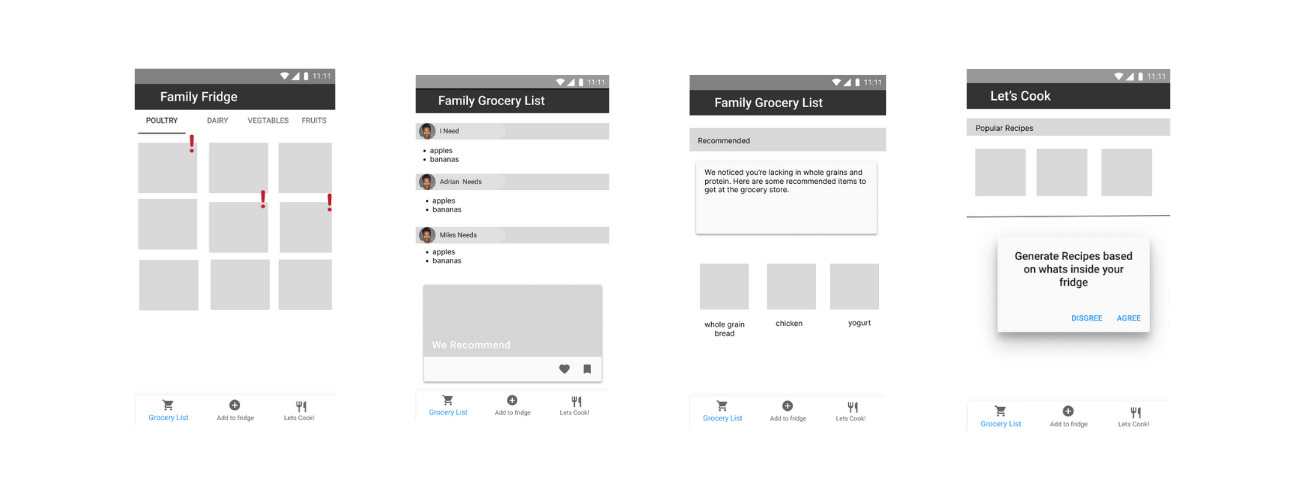 11:11
Family Fridge
POULTRY DAIRY VEGTABLES FRUITS
! 
! !
Grocery List Add to fridge Lets Cook!
11:11
Family Grocery List
I Need
• apples
• bananas
Adrian Needs
• apples
• bananas
Miles Needs
• apples
• bananas
We Recommend
Grocery List Add to fridge Lets Cook!
11:11
Family Grocery List
Recommended
We noticed you're lacking in whole grains and
protein. Here are some recommended items to
get at the grocery store.
whole grain
bread
chicken
yogurt
Grocery List Add to fridge Lets Cook!
11:11
Let's Cook
Popular Recipes
Generate Recipes based
on whats inside your
fridge
DISGREE AGREE
Grocery List Add to fridge Lets Cook!